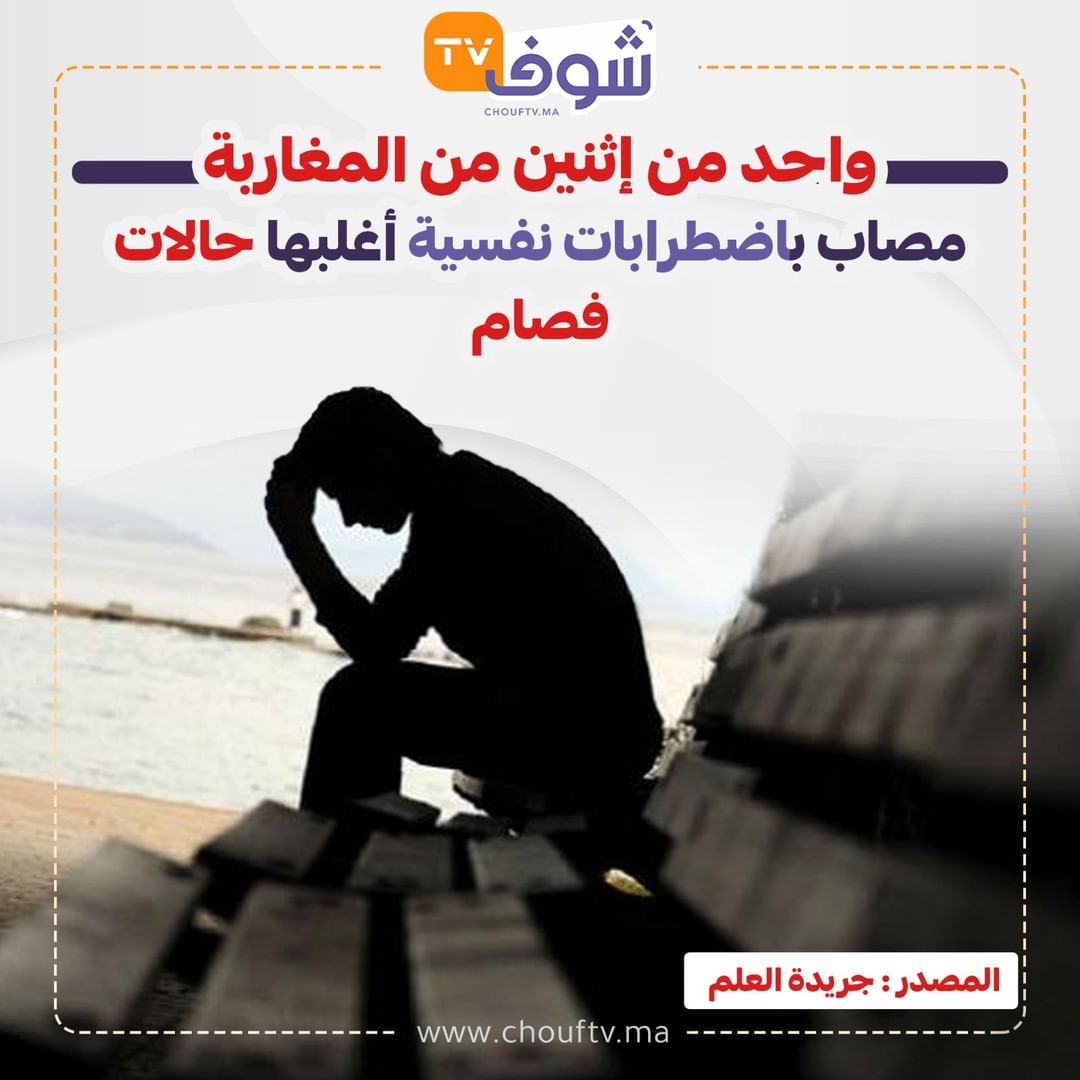 TV شوف
CHOUFTV.MA
واحد من إثنين من المغاربة
مصاب باضطرابات نفسية أغلبها حالات
فصام
المصدر : جريدة العلم
www.chouftv.ma